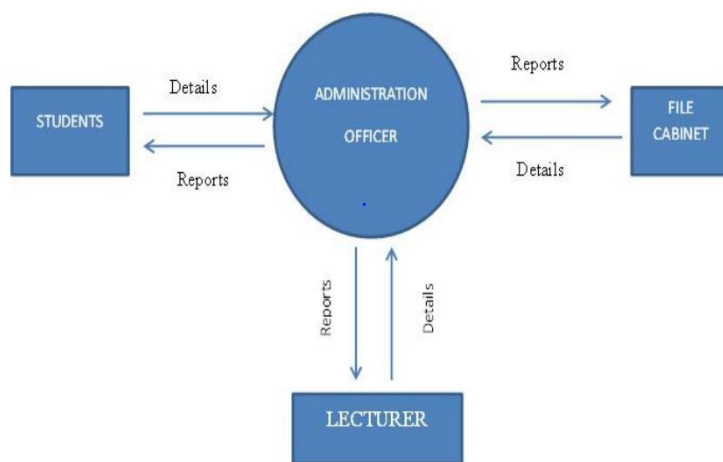 Details
STUDENTS
Reports
ADMINISTRATION
OFFICER
Reports
FILE
CABINET
Details
Reports
Details
LECTURER